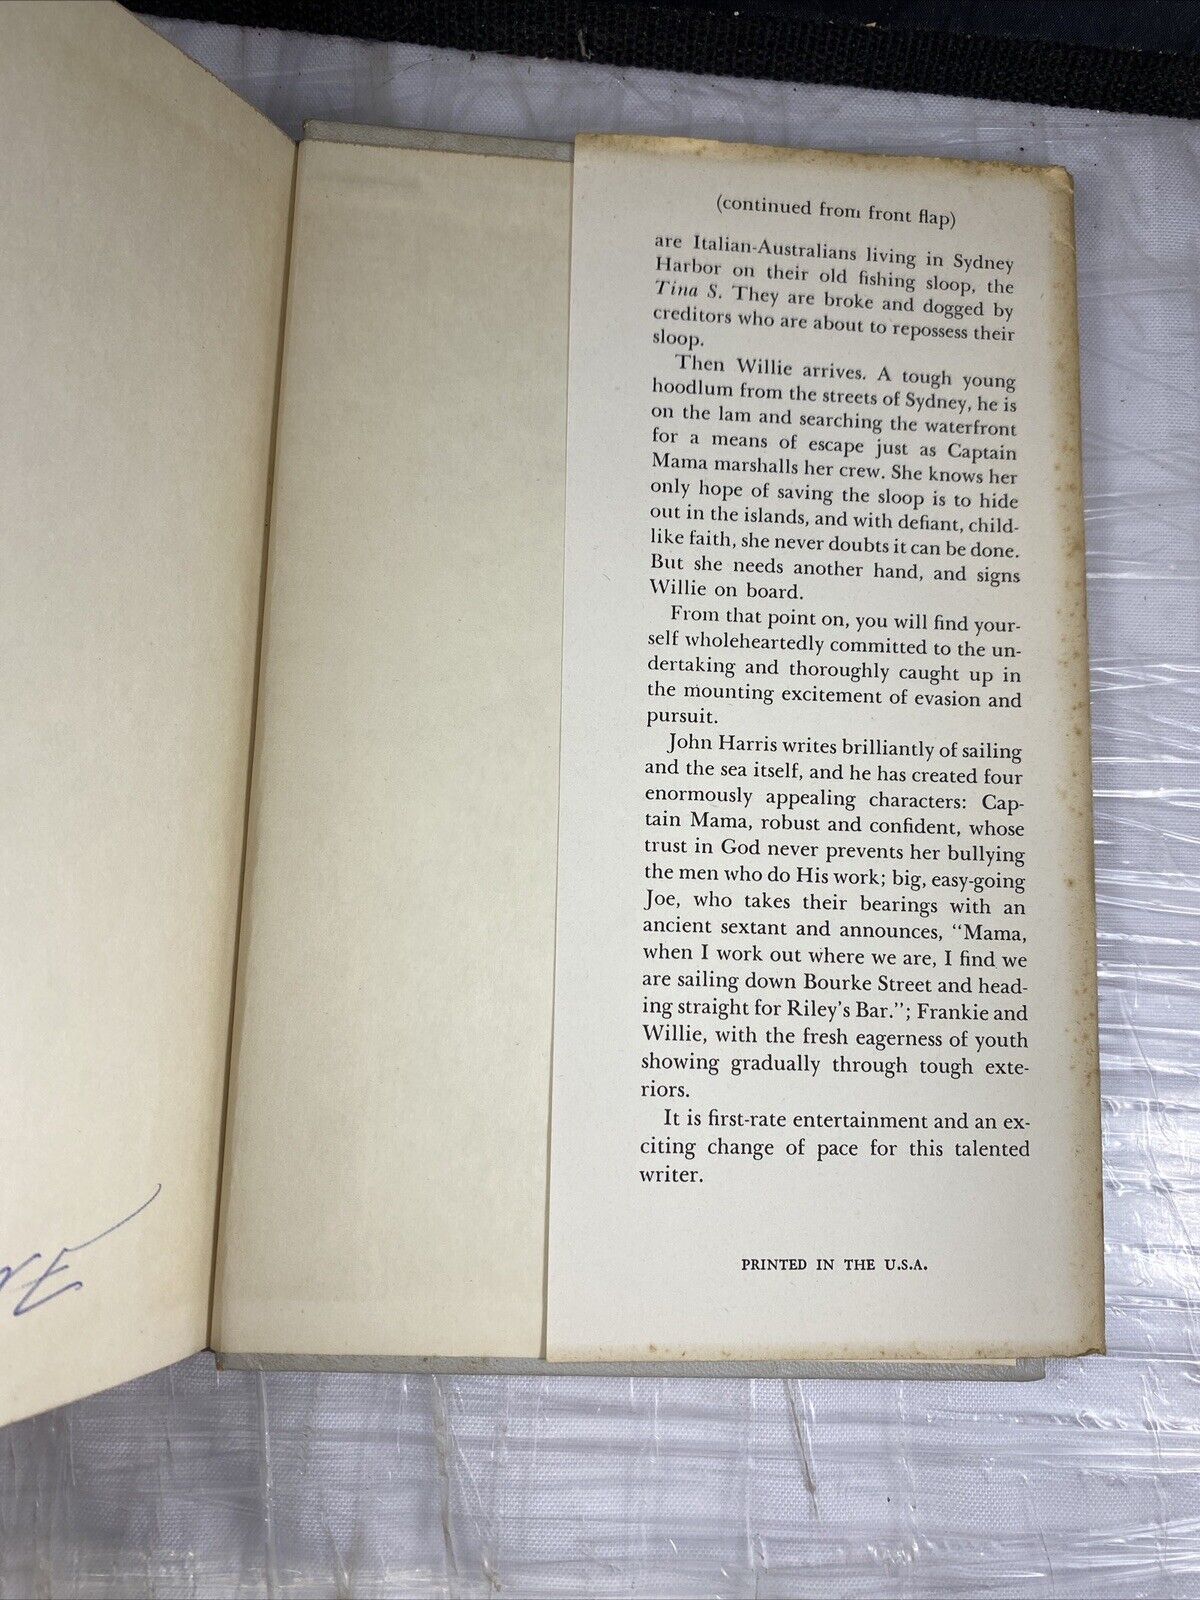 (continued from front flap)
are Italian-Australians living in Sydney
Harbor on their old fishing sloop, the
Tina S. They are broke and dogged by
creditors who are about to repossess their
sloop.
Then Willie arrives. A tough young
hoodlum from the streets of Sydney, he is
on the lam and searching the waterfront
for a means of escape just as Captain
Mama marshalls her crew. She knows her
only hope of saving the sloop is to hide
out in the islands, and with defiant, child-
like faith, she never doubts it can be done.
But she needs another hand, and signs
Willie on board.
From that point on, you will find your-
self wholeheartedly committed to the un-
dertaking and thoroughly caught up in
the mounting excitement of evasion and
pursuit.
John Harris writes brilliantly of sailing
and the sea itself, and he has created four
enormously appealing characters: Cap-
tain Mama, robust and confident, whose
trust in God never prevents her bullying
the men who do His work; big, easy-going
Joe, who takes their bearings with an
ancient sextant and announces, “Mama,
when I work out where we are, I find we
are sailing down Bourke Street and head-
ing straight for Riley’s Bar.”; Frankie and
Willie, with the fresh eagerness of youth
showing gradually through tough exte-
riors.
It is first-rate entertainment and an ex-
citing change of pace for this talented
writer.
PRINTED IN THE U.S.A.